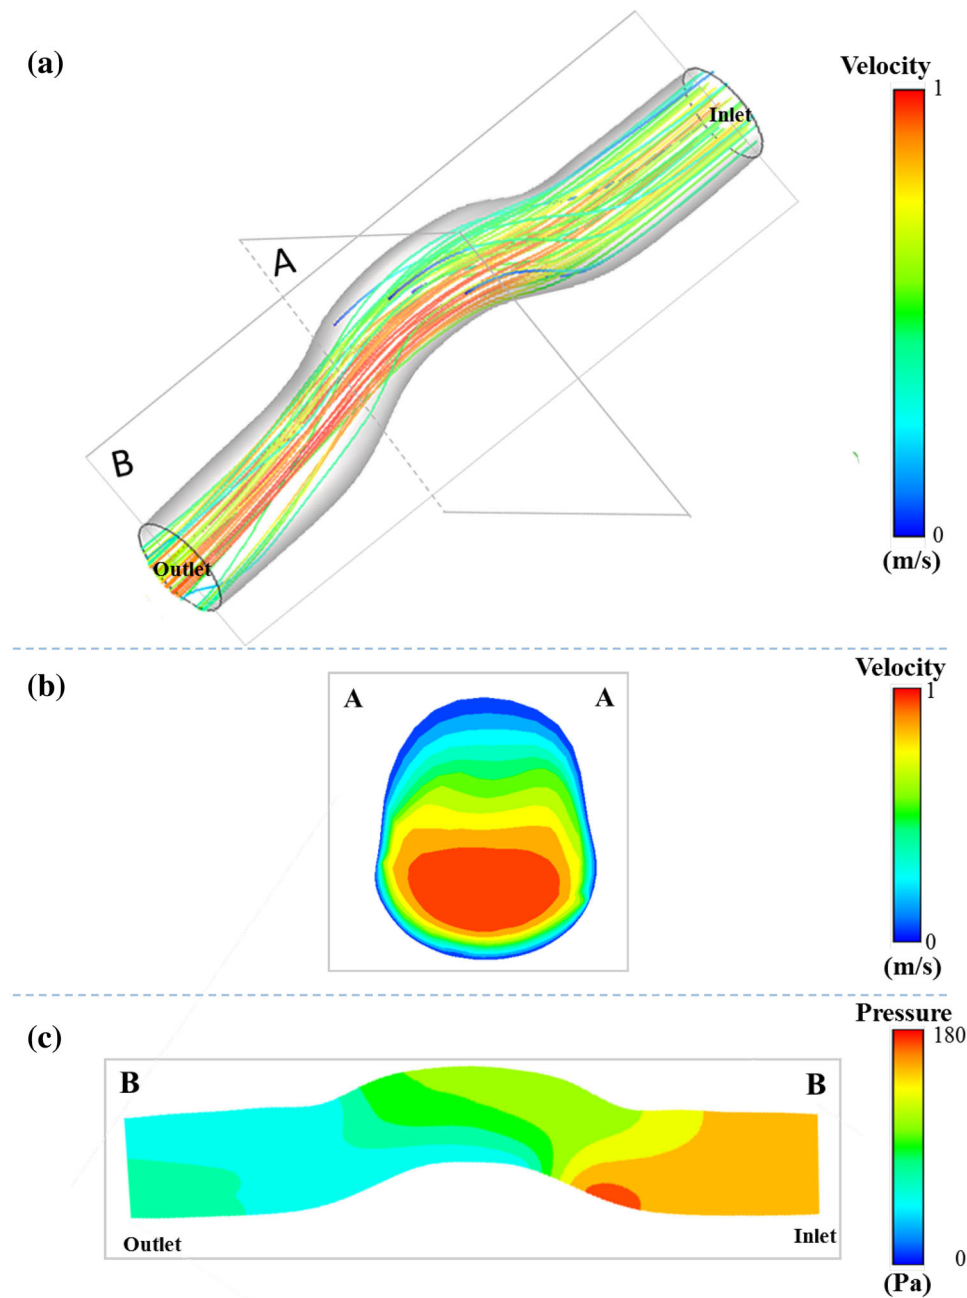 (a)
Velocity
1
Inlet
A
B
Outlet
0
(m/s)
(b)
Velocity
A
A
1
0
(m/s)
(c)
Pressure
180
B
B
Outlet
Inlet
0
(Pa)